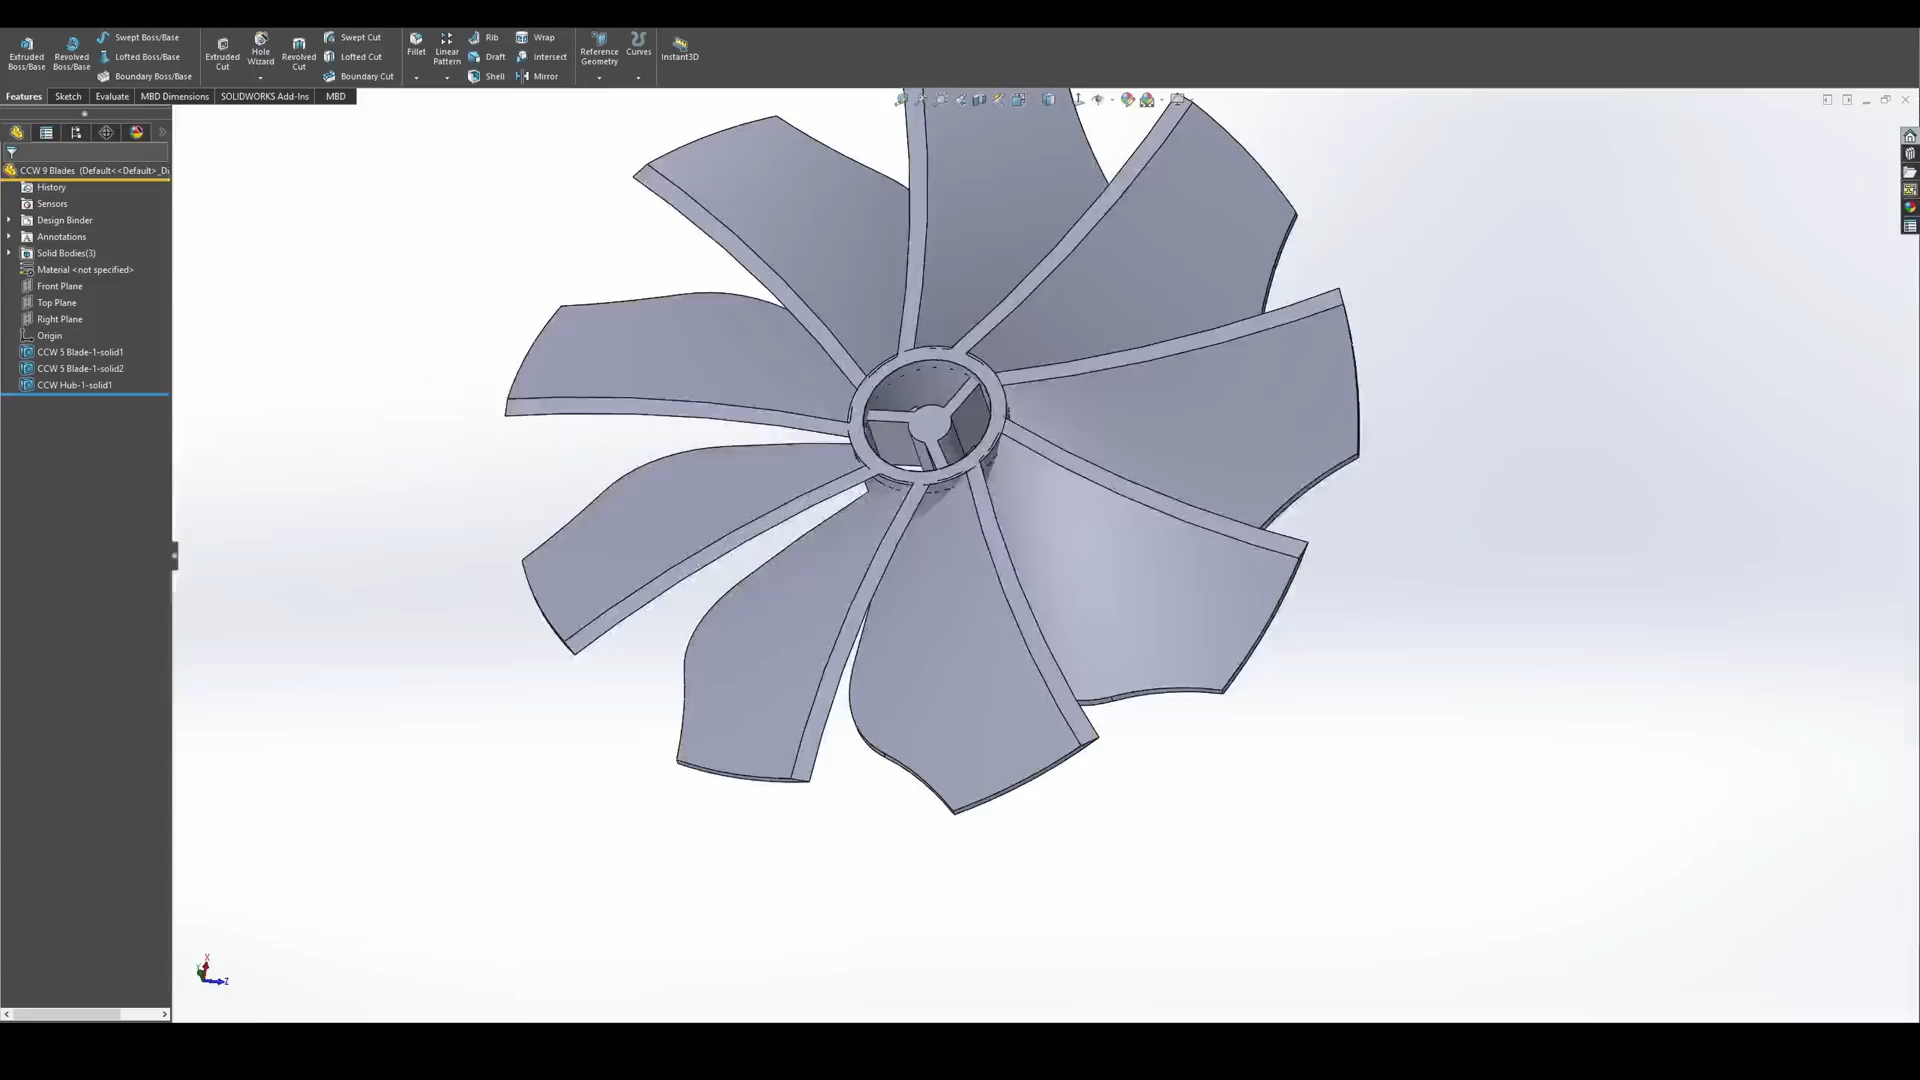 Extruded Boss/Base
Revolved Boss/Base
Swept Boss/Base
Lofted Boss/Base
Boundary Boss/Base
Extruded Cut
Hole Wizard
Revolved Cut
Swept Cut
Lofted Cut
Boundary Cut
Fillet
Linear Pattern
Rib
Draft
Shell
Wrap
Intersect
Mirror
Reference Geometry
Curves
Instant3D
Features
Sketch
Evaluate
MBD Dimensions
SOLIDWORKS Add-Ins
MBD
CCW 9 Blades (Default<<Default>_Di
History
Sensors
Design Binder
Annotations
Solid Bodies(3)
Material <not specified>
Front Plane
Top Plane
Right Plane
Origin
CCW 5 Blade-1-solid1
CCW 5 Blade-1-solid2
CCW Hub-1-solid1
X
Z